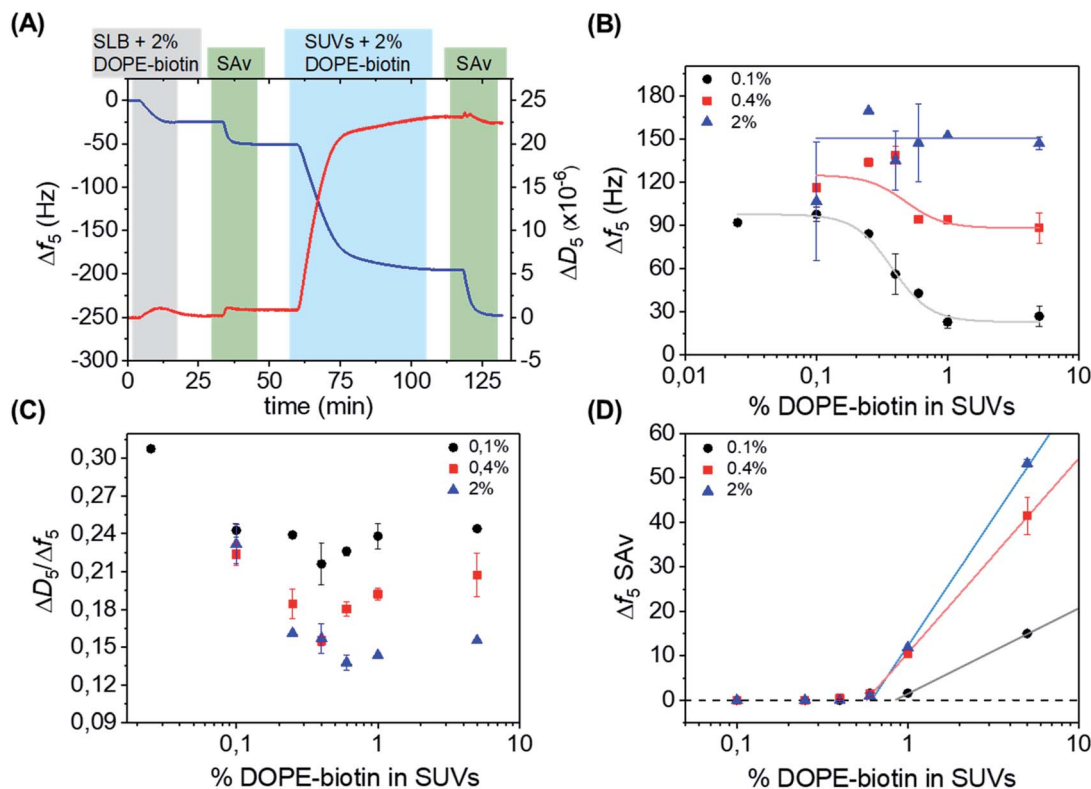 (A)
SLB + 2%
DOPE-biotin
SAv
SUVs + 2%
DOPE-biotin
SAv
0
-50
-100
-150
-200
-250
-300
Δf5 (Hz)
25
20
15
10
5
0
-5
ΔD5 (x10-6)
0 25 50 75 100 125
time (min)
(B)
0.1%
0.4%
2%
180
150
120
90
60
30
0
Δf5 (Hz)
0,01 0,1 1 10
% DOPE-biotin in SUVs
(C)
0,1%
0,4%
2%
0,30
0,27
0,24
0,21
0,18
0,15
0,12
0,09
ΔD5/Δf5
0,1 1 10
% DOPE-biotin in SUVs
(D)
0.1%
0.4%
2%
60
50
40
30
20
10
0
Δf5 SAv
0,1 1 10
% DOPE-biotin in SUVs